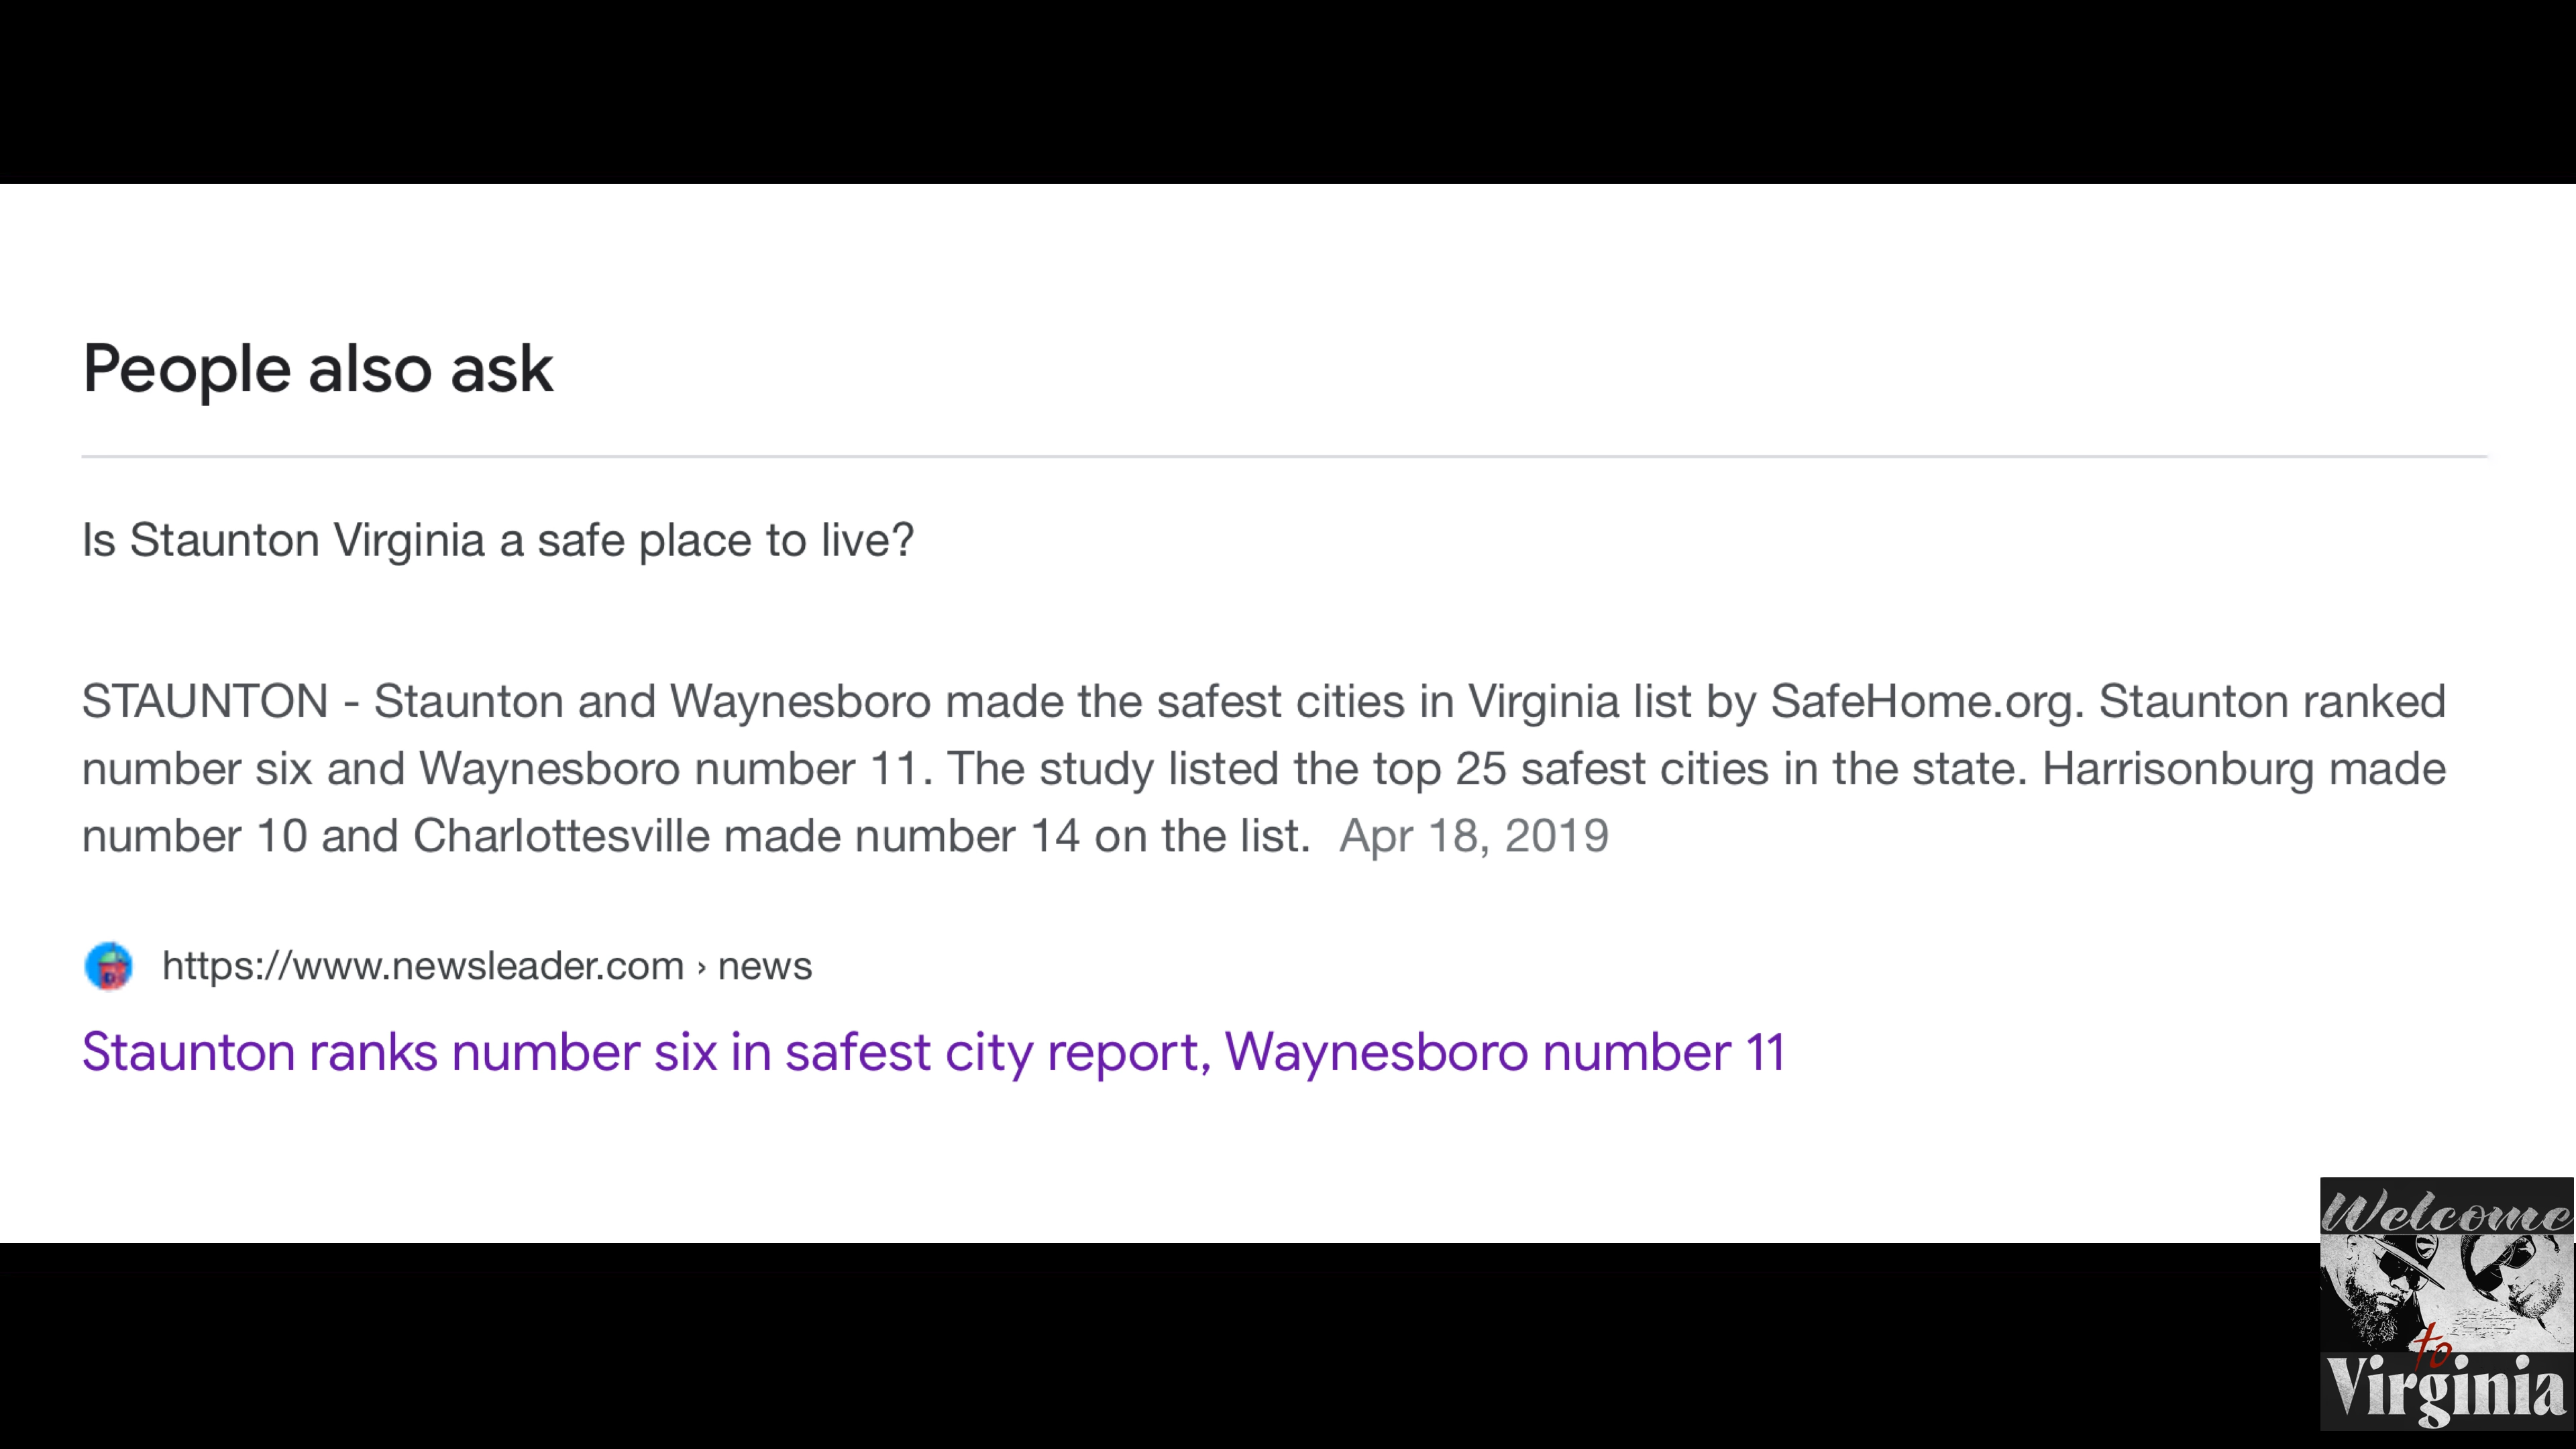 People also ask
Is Staunton Virginia a safe place to live?
STAUNTON - Staunton and Waynesboro made the safest cities in Virginia list by SafeHome.org. Staunton ranked
number six and Waynesboro number 11. The study listed the top 25 safest cities in the state. Harrisonburg made
number 10 and Charlottesville made number 14 on the list. Apr 18, 2019
https://www.newsleader.com › news
Staunton ranks number six in safest city report, Waynesboro number 11
Welcome
to
Virginia